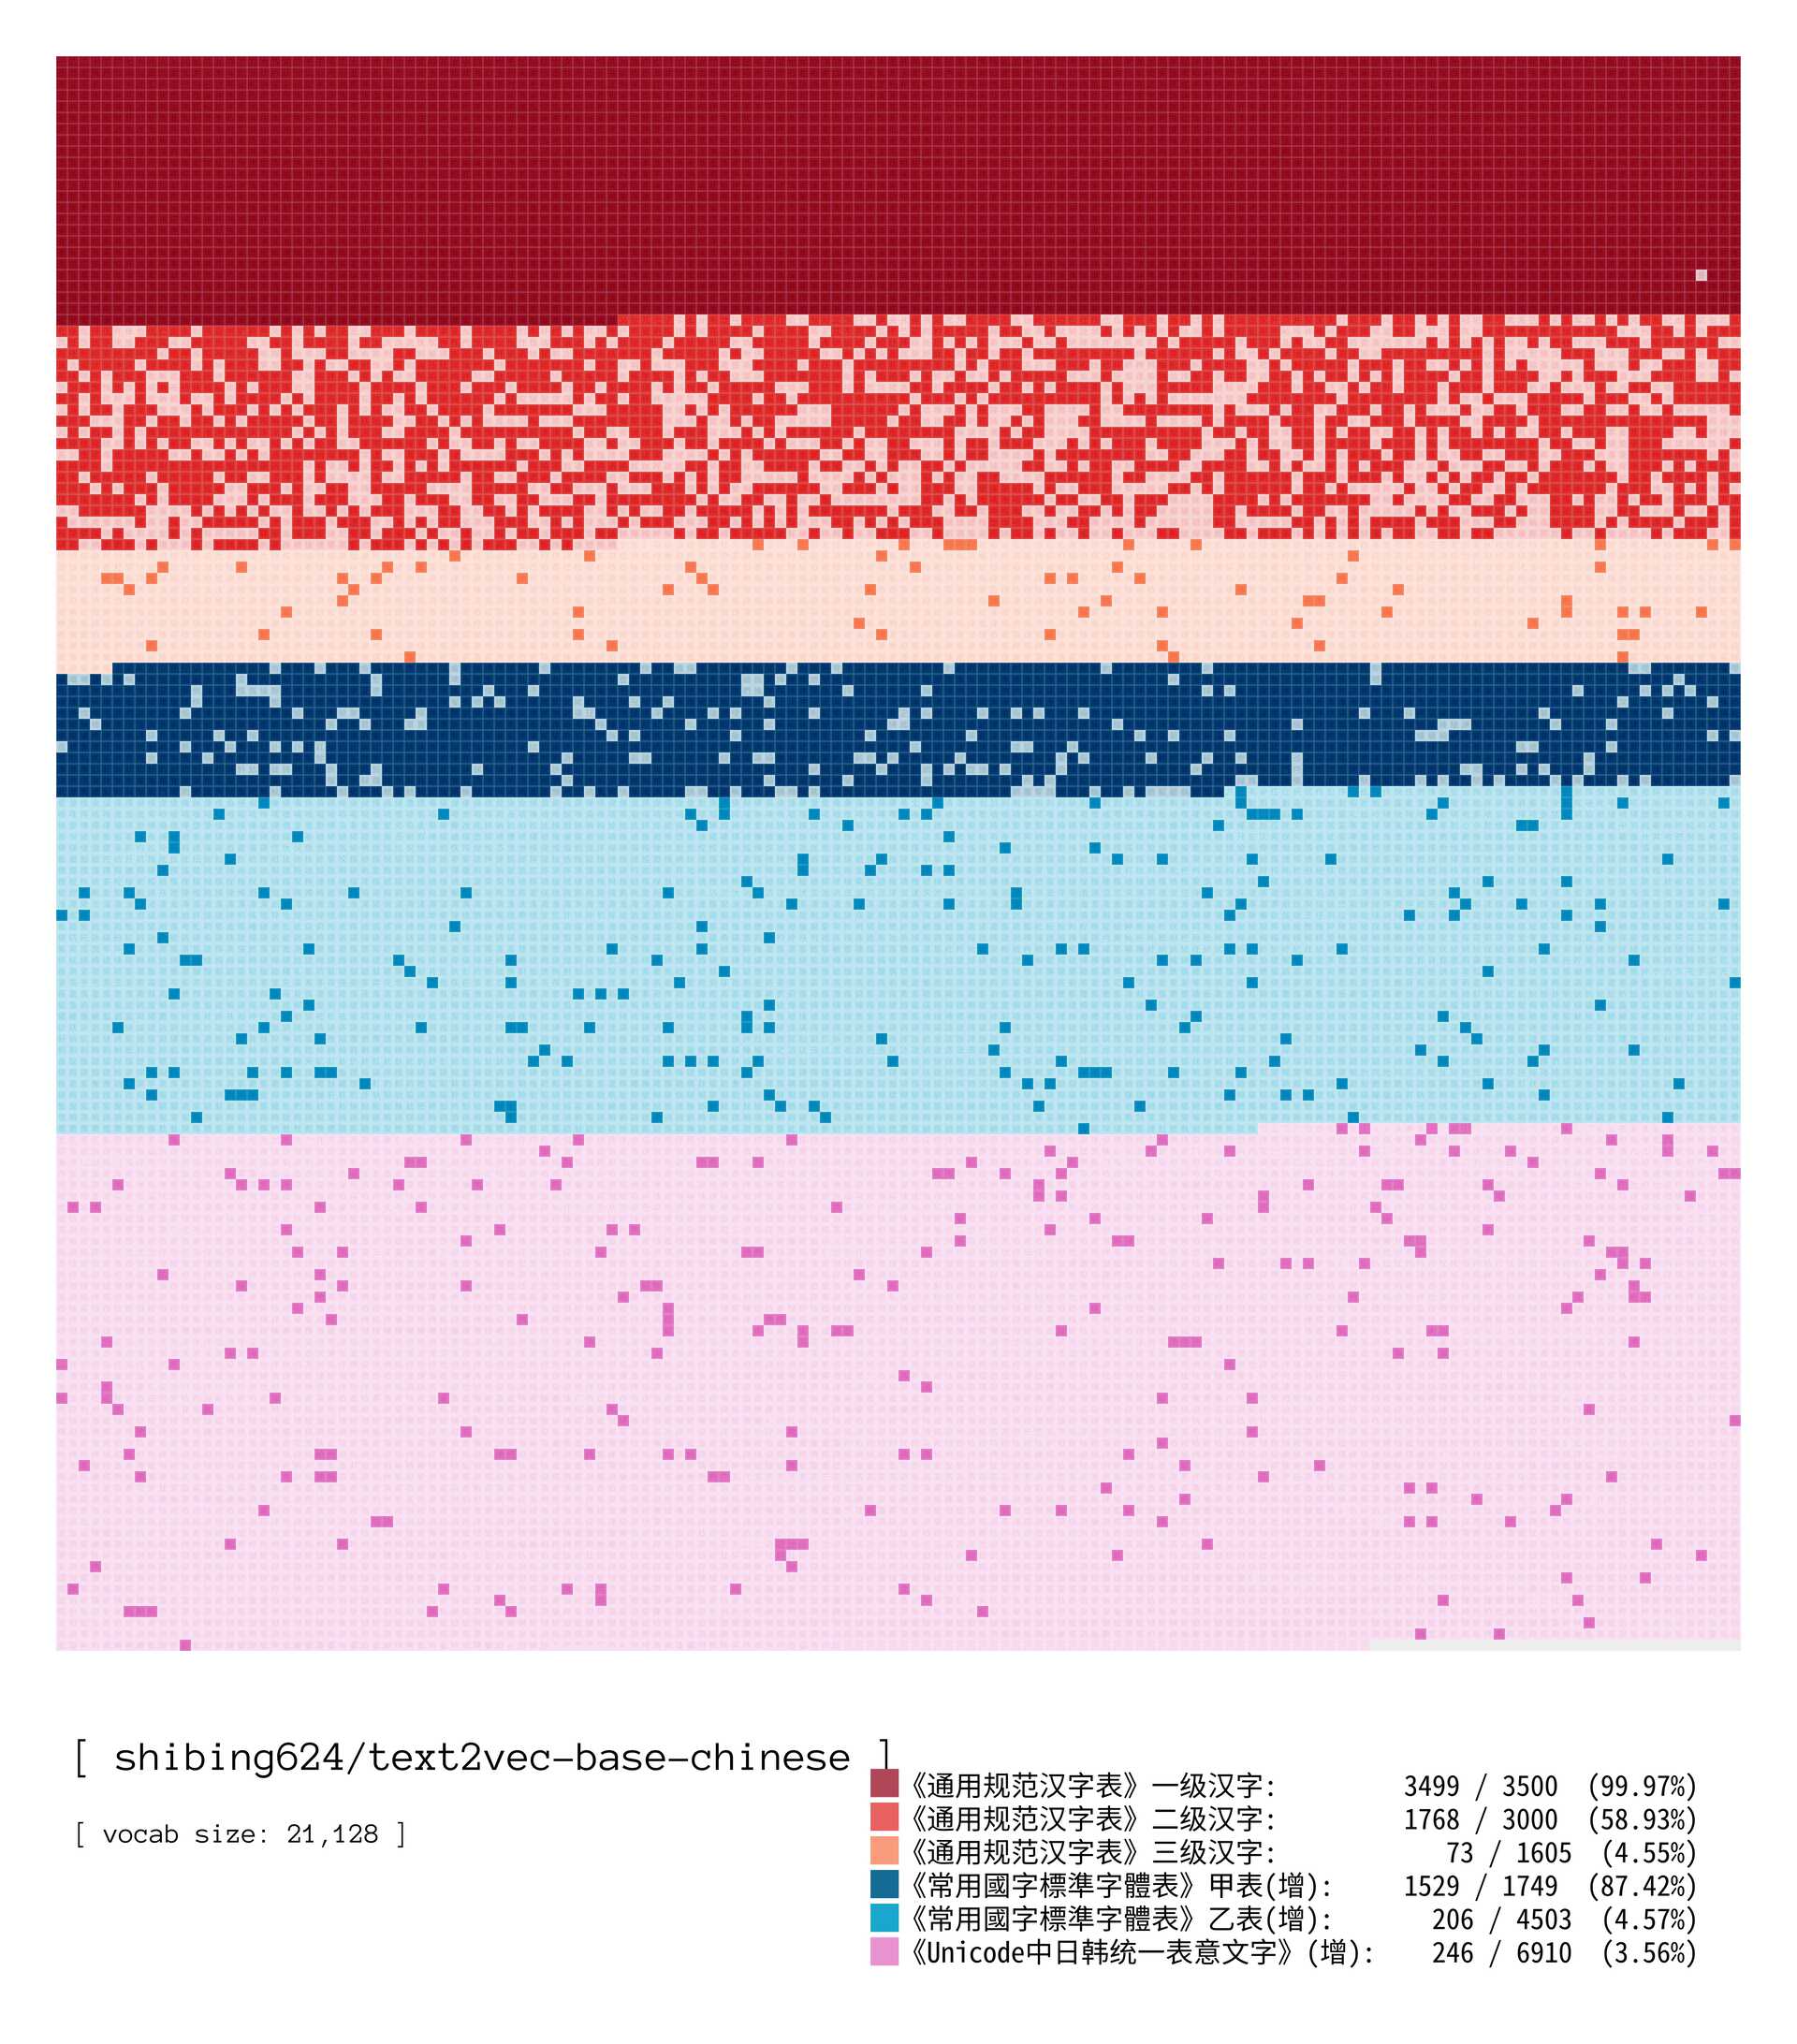 [ shibing624/text2vec-base-chinese ]
[ vocab size: 21,128 ]
《通用规范汉字表》一级汉字: 3499 / 3500 (99.97%)
《通用规范汉字表》二级汉字: 1768 / 3000 (58.93%)
《通用规范汉字表》三级汉字: 73 / 1605 (4.55%)
《常用國字標準字體表》甲表(增): 1529 / 1749 (87.42%)
《常用國字標準字體表》乙表(增): 206 / 4503 (4.57%)
《Unicode中日韩统一表意文字》(增): 246 / 6910 (3.56%)